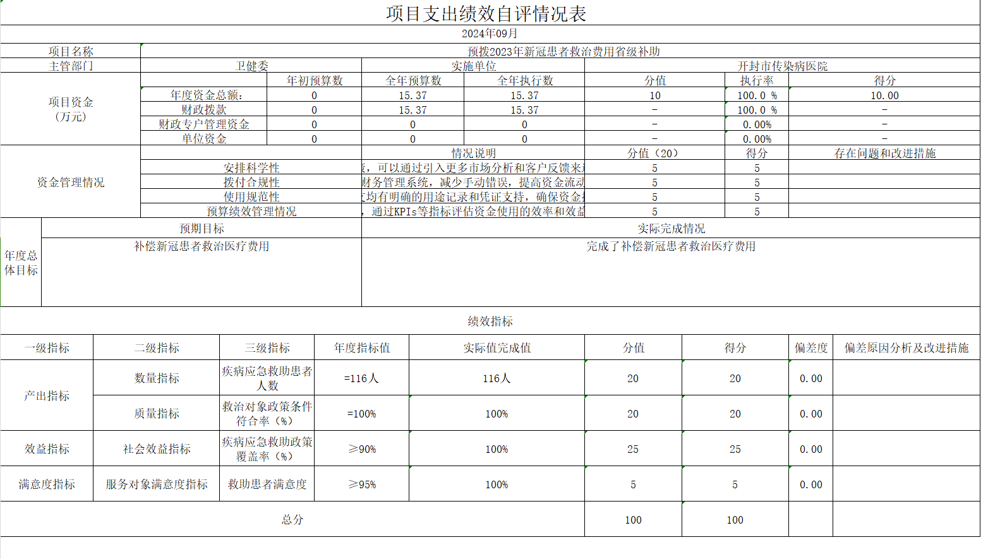 项目支出绩效自评情况表
2024年09月
项目名称 预拨2023年新冠患者救治费用省级补助
主管部门 卫健委 实施单位 开封市传染病医院
项目资金
(万元)
年初预算数 全年预算数 全年执行数 分值 执行率 得分
年度资金总额： 0 15.37 15.37 10 100.0 % 10.00
财政拨款 0 15.37 15.37 － 100.0 % －
财政专户管理资金 0 0 0 － 0.00% －
单位资金 0 0 0 － 0.00% －
资金管理情况
情况说明 分值（20） 得分 存在问题和改进措施
安排科学性 ，可以通过引入更多市场分析和客户反馈来 5 5
拨付合规性 财务管理系统，减少手动错误，提高资金流动 5 5
使用规范性 均有明确的用途记录和凭证支持，确保资金 5 5
预算绩效管理情况 ，通过KPIs等指标评估资金使用的效率和效益 5 5
年度总
体目标
预期目标 实际完成情况
补偿新冠患者救治医疗费用 完成了补偿新冠患者救治医疗费用
绩效指标
一级指标 二级指标 三级指标 年度指标值 实际值完成值 分值 得分 偏差度 偏差原因分析及改进措施
产出指标
数量指标
疾病应急救助患者
人数
=116人 116人 20 20 0.00
质量指标
救治对象政策条件
符合率（%）
=100% 100% 20 20 0.00
效益指标 社会效益指标
疾病应急救助政策
覆盖率（%）
≥90% 100% 25 25 0.00
满意度指标 服务对象满意度指标 救助患者满意度 ≥95% 100% 5 5 0.00
总分 100 100